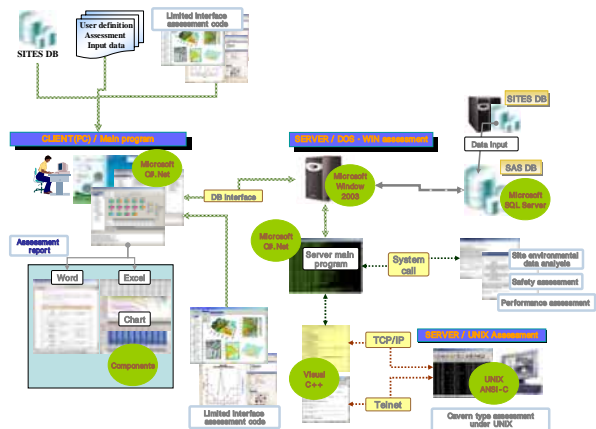 SITES DB
User definition
Assessment
Input data
Limited Interface
assessment code
CLIENT(PC) / Main program
Microsoft
C#.Net
SERVER / DOS - WIN assessment
Microsoft
Window
2003
DB Interface
SITES DB
Data Input
SAS DB
Microsoft
SQL Server
Assessment
report
Word
Excel
Chart
Components
Microsoft
C#.Net
Server main
program
System
call
Site environmental
data analysis
Safety assessment
Performance assessment
Limited Interface
assessment code
Visual
C++
TCP/IP
Telnet
SERVER / UNIX Assessment
UNIX
ANSI-C
Cavern type assessment
under UNIX